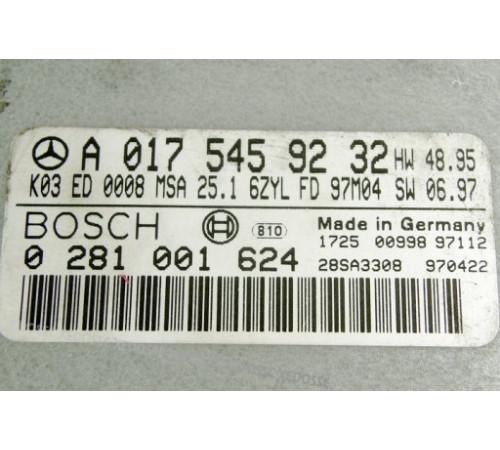 A 017 545 92 32 HW 48.95
K03 ED 0008 MSA 25.1 6ZYL FD 97M04 SW 06.97
BOSCH 810 Made in Germany
1725 00998 97112
0 281 001 624 28SA3308 970422